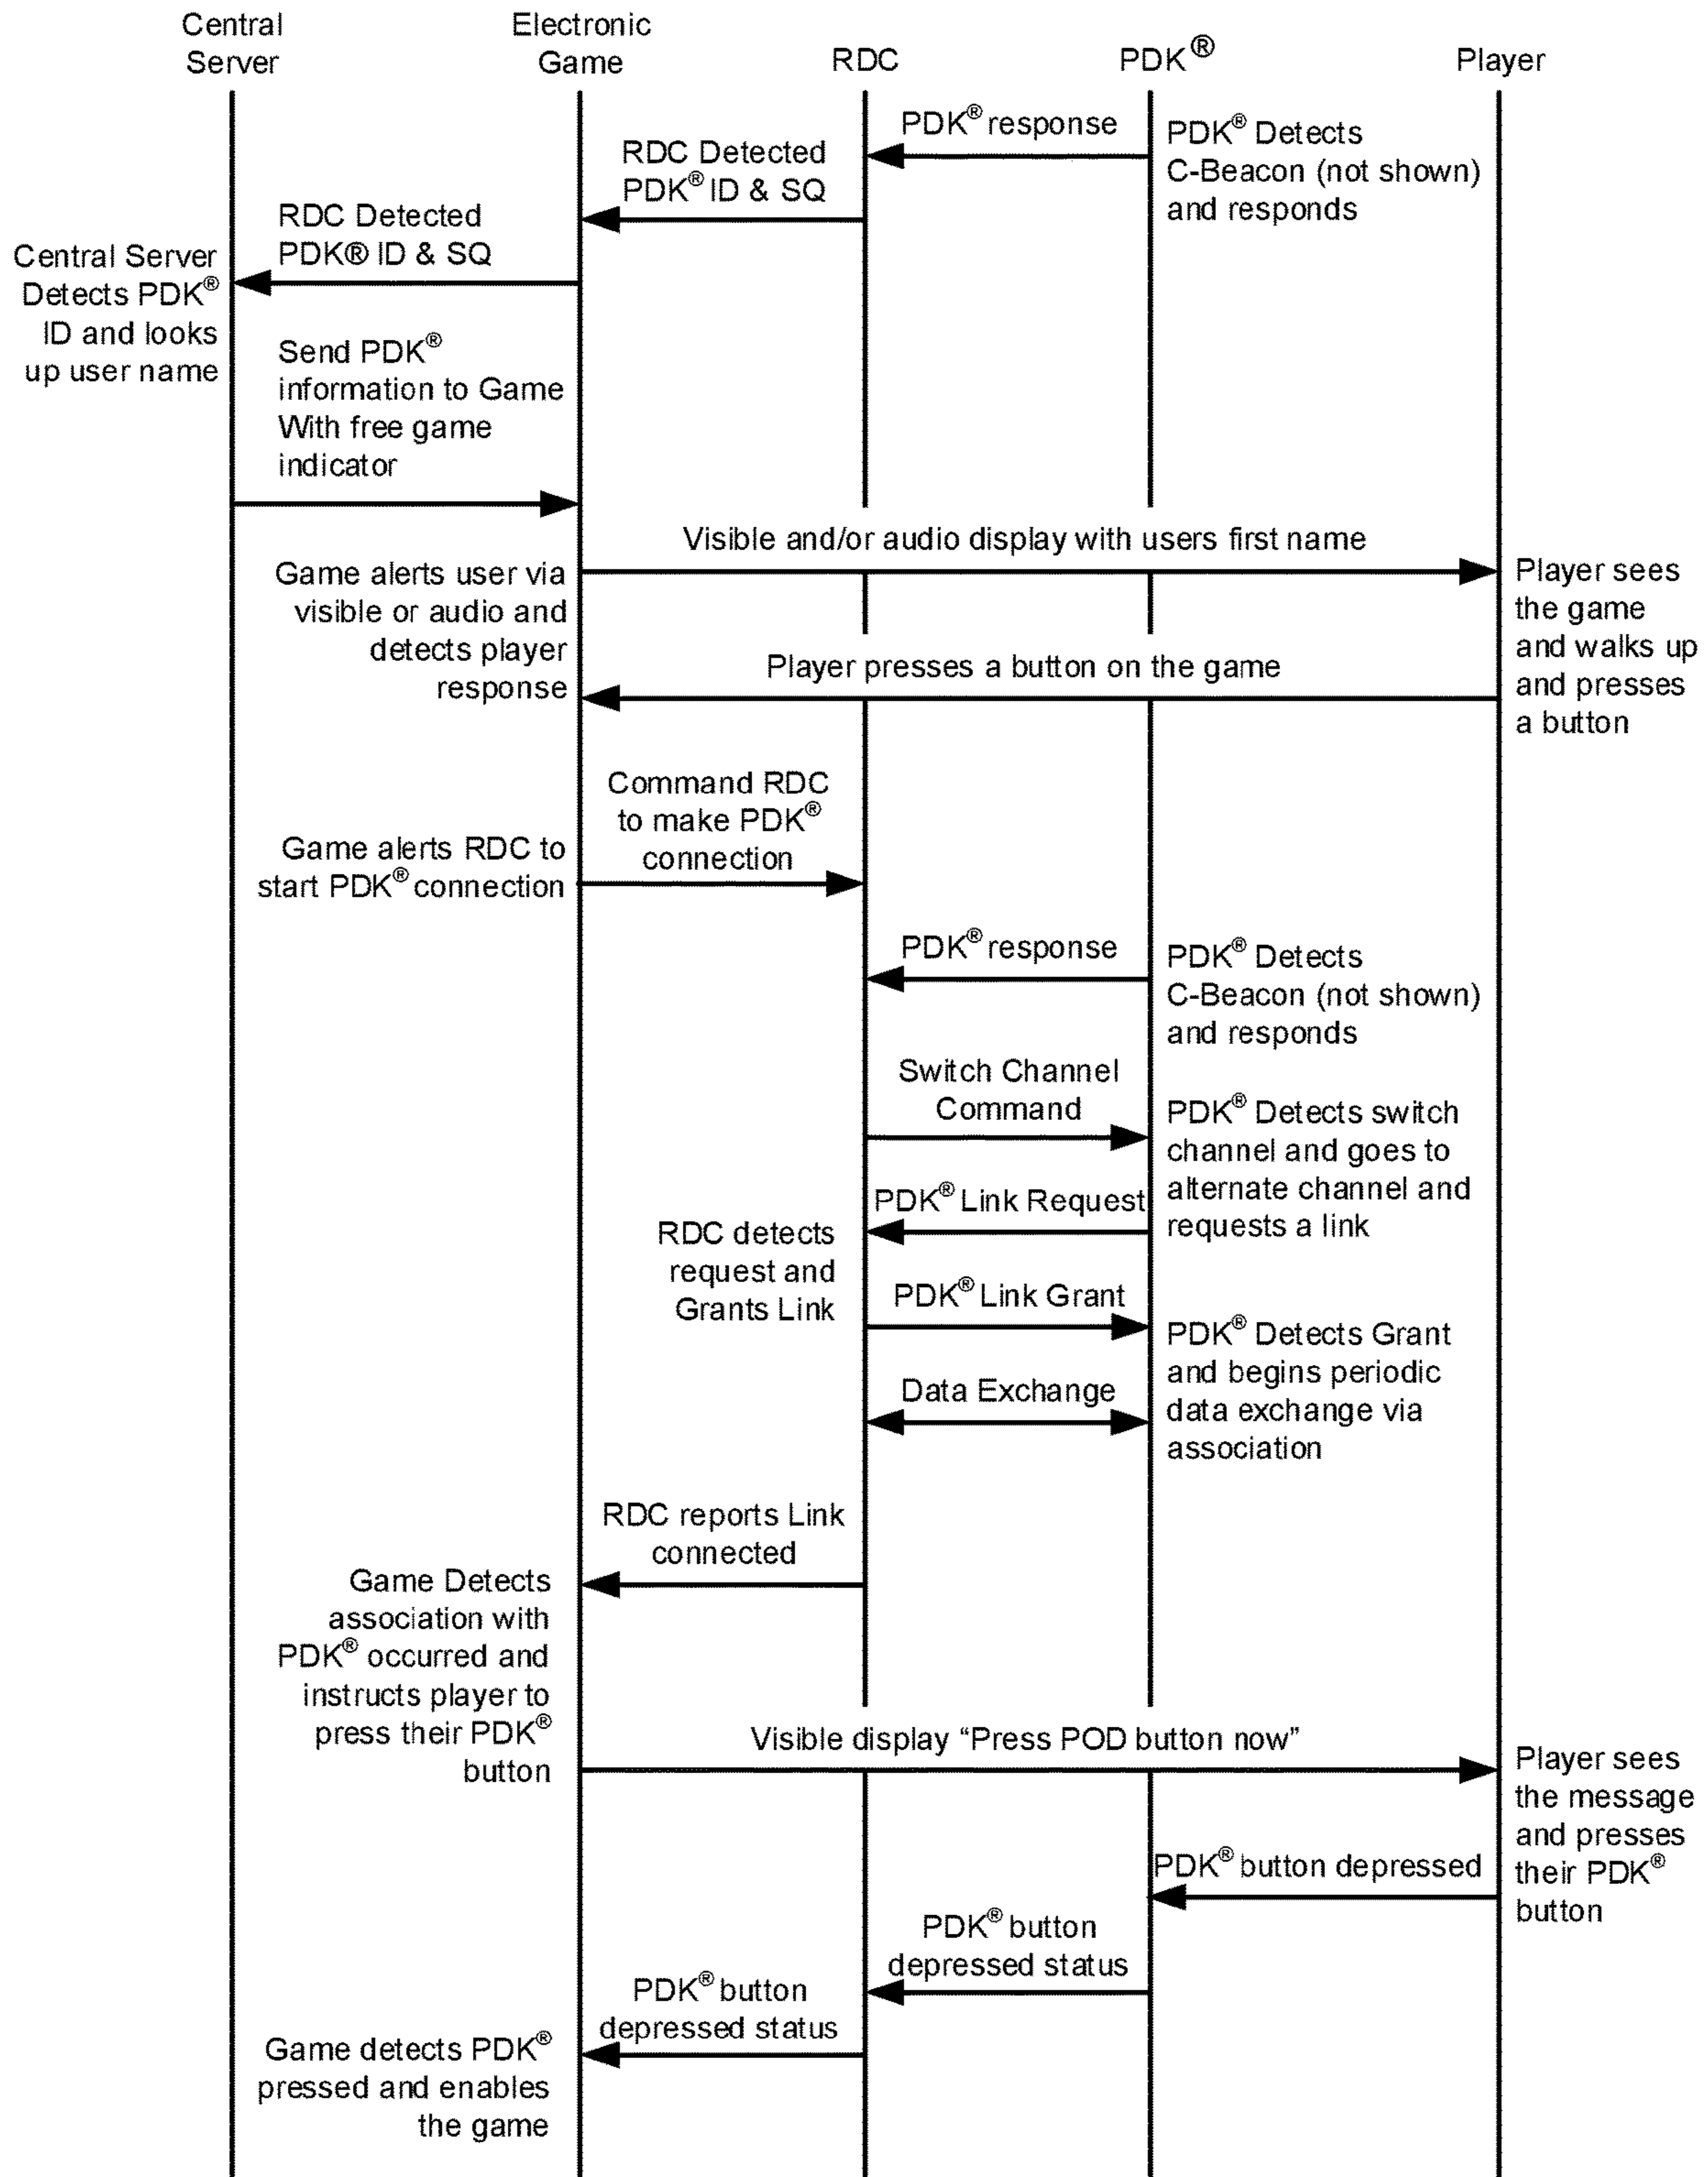 Central
Server
Electronic
Game
RDC
PDK®
Player
PDK® response
PDK® Detects
C-Beacon (not shown)
and responds
RDC Detected
PDK® ID & SQ
RDC Detected
PDK® ID & SQ
Central Server
Detects PDK®
ID and looks
up user name
Send PDK®
information to Game
With free game
indicator
Visible and/or audio display with users first name
Game alerts user via
visible or audio and
detects player
response
Player sees
the game
and walks up
and presses
a button
Player presses a button on the game
Command RDC
to make PDK®
connection
Game alerts RDC to
start PDK® connection
PDK® response
PDK® Detects
C-Beacon (not shown)
and responds
Switch Channel
Command
PDK® Detects switch
channel and goes to
alternate channel and
requests a link
PDK® Link Request
RDC detects
request and
Grants Link
PDK® Link Grant
PDK® Detects Grant
and begins periodic
data exchange via
association
Data Exchange
RDC reports Link
connected
Game Detects
association with
PDK® occurred and
instructs player to
press their PDK®
button
Visible display “Press POD button now”
Player sees
the message
and presses
their PDK®
button
PDK® button depressed
PDK® button
depressed status
PDK® button
depressed status
Game detects PDK®
pressed and enables
the game